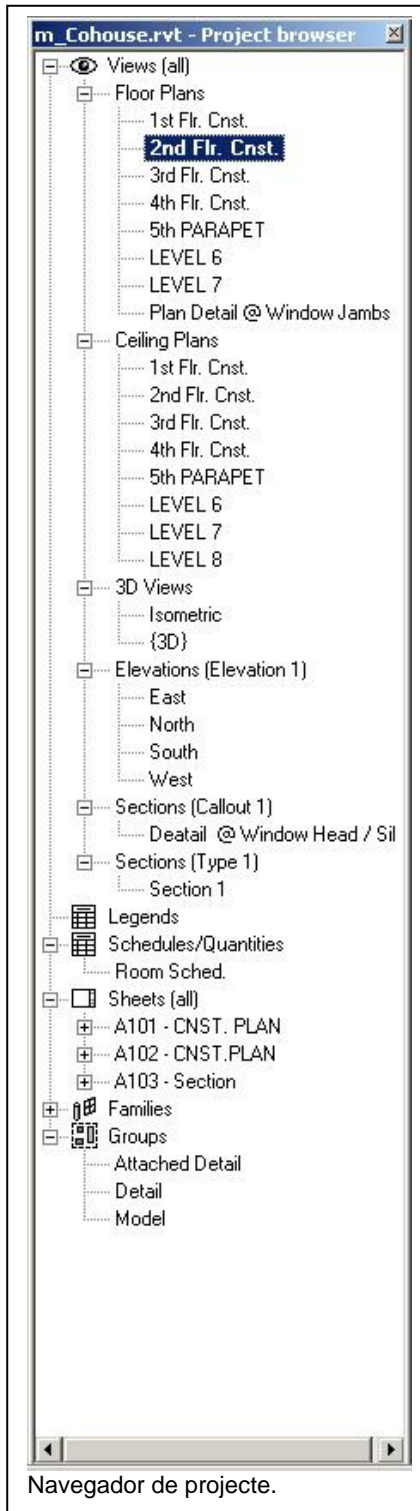 m_Cohouse.rvt - Project browser
Views (all)
Floor Plans
1st Flr. Cnst.
2nd Flr. Cnst.
3rd Flr. Cnst.
4th Flr. Cnst.
5th PARAPET
LEVEL 6
LEVEL 7
Plan Detail @ Window Jambs
Ceiling Plans
1st Flr. Cnst.
2nd Flr. Cnst.
3rd Flr. Cnst.
4th Flr. Cnst.
5th PARAPET
LEVEL 6
LEVEL 7
LEVEL 8
3D Views
Isometric
{3D}
Elevations (Elevation 1)
East
North
South
West
Sections (Callout 1)
Deatail @ Window Head / Sil
Sections (Type 1)
Section 1
Legends
Schedules/Quantities
Room Sched.
Sheets (all)
A101 - CNST. PLAN
A102 - CNST.PLAN
A103 - Section
Families
Groups
Attached Detail
Detail
Model
Navegador de projecte.